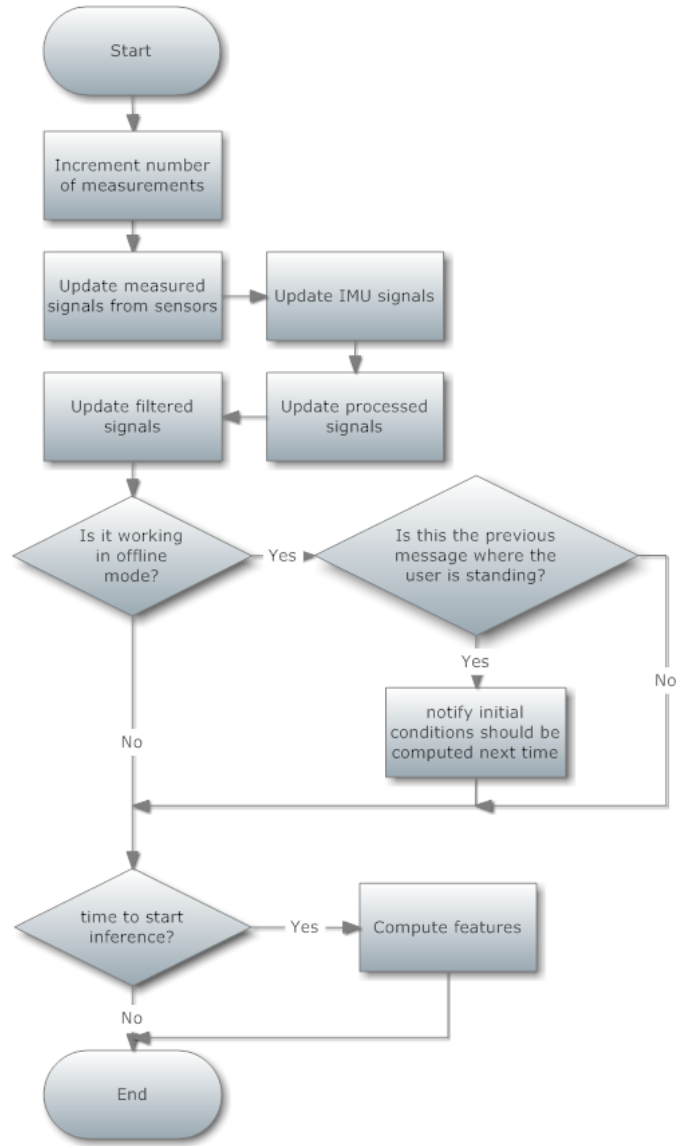 Start
Increment number
of measurements
Update measured
signals from sensors
Update IMU signals
Update filtered
signals
Update processed
signals
Is it working
in offline
mode?
Yes
Is this the previous
message where the
user is standing?
Yes
No
notify initial
conditions should be
computed next time
No
time to start
inference?
Yes
Compute features
No
End